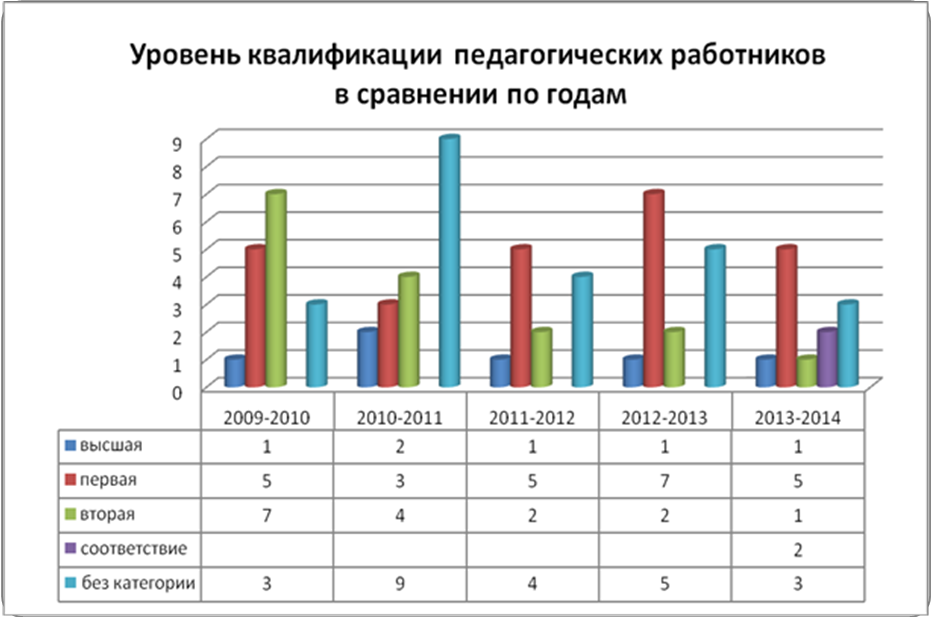 Уровень квалификации педагогических работников
в сравнении по годам
9
8
7
6
5
4
3
2
1
0
2009-2010 2010-2011 2011-2012 2012-2013 2013-2014
высшая 1 2 1 1 1
первая 5 3 5 7 5
вторая 7 4 2 2 1
соответствие 2
без категории 3 9 4 5 3